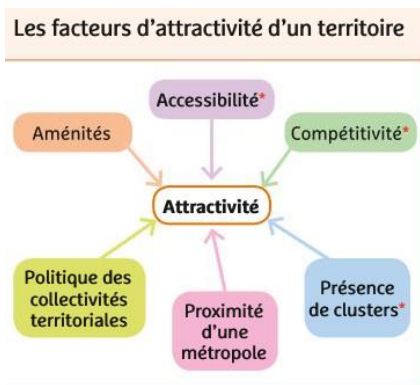 Les facteurs d’attractivité d’un territoire
Accessibilité*
Aménités
Compétitivité*
Attractivité
Politique des
collectivités
territoriales
Proximité
d’une
métropole
Présence
de clusters*